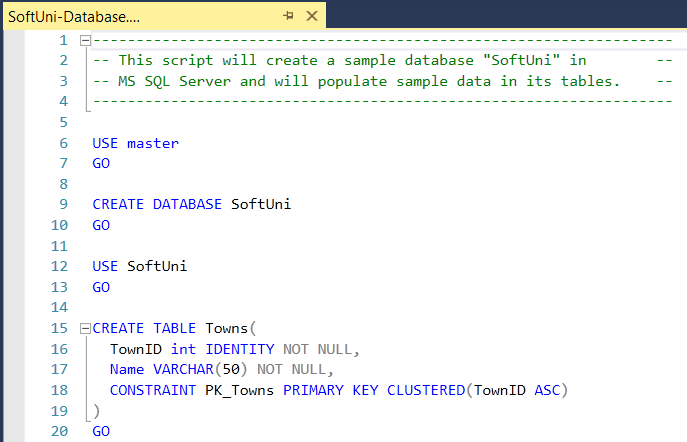 SoftUni-Database....
1 -------------------------------------------------------------------
2 -- This script will create a sample database "SoftUni" in        --
3 -- MS SQL Server and will populate sample data in its tables.    --
4 -------------------------------------------------------------------
5
6 USE master
7 GO
8
9 CREATE DATABASE SoftUni
10 GO
11
12 USE SoftUni
13 GO
14
15 CREATE TABLE Towns(
16   TownID int IDENTITY NOT NULL,
17   Name VARCHAR(50) NOT NULL,
18   CONSTRAINT PK_Towns PRIMARY KEY CLUSTERED(TownID ASC)
19 )
20 GO